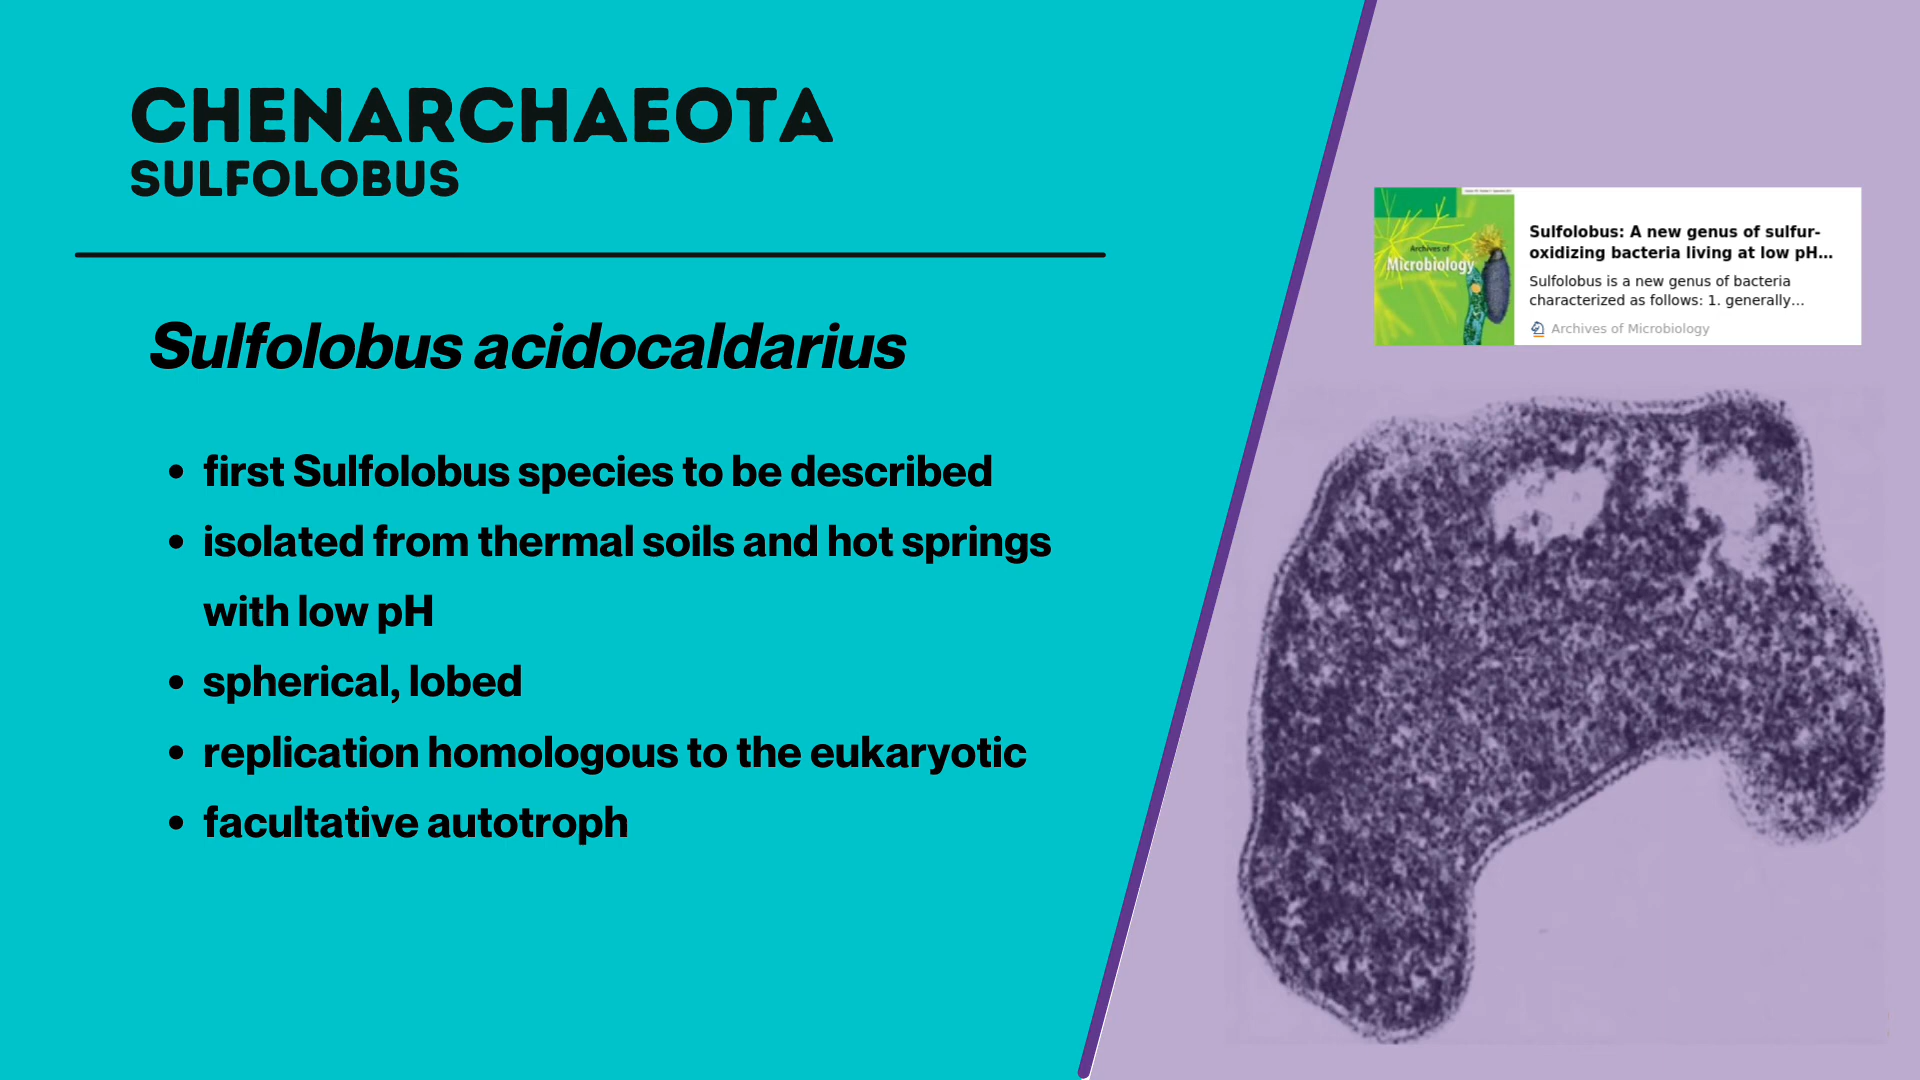 CHENARCHAEOTA
SULFOLOBUS
Sulfolobus acidocaldarius
• first Sulfolobus species to be described
• isolated from thermal soils and hot springs
with low pH
• spherical, lobed
• replication homologous to the eukaryotic
• facultative autotroph
Archives of
Microbiology
Sulfolobus: A new genus of sulfur-
oxidizing bacteria living at low pH...
Sulfolobus is a new genus of bacteria
characterized as follows: 1. generally...
Archives of Microbiology